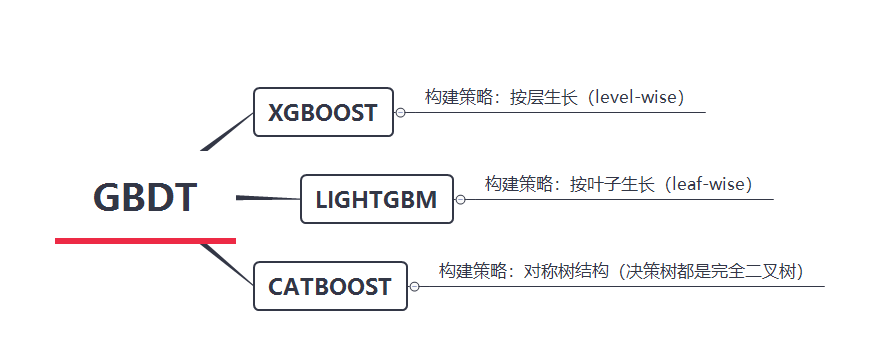 构建策略：按层生长（level-wise）
XGBOOST
构建策略：按叶子生长（leaf-wise）
GBDT
LIGHTGBM
构建策略：对称树结构（决策树都是完全二叉树）
CATBOOST